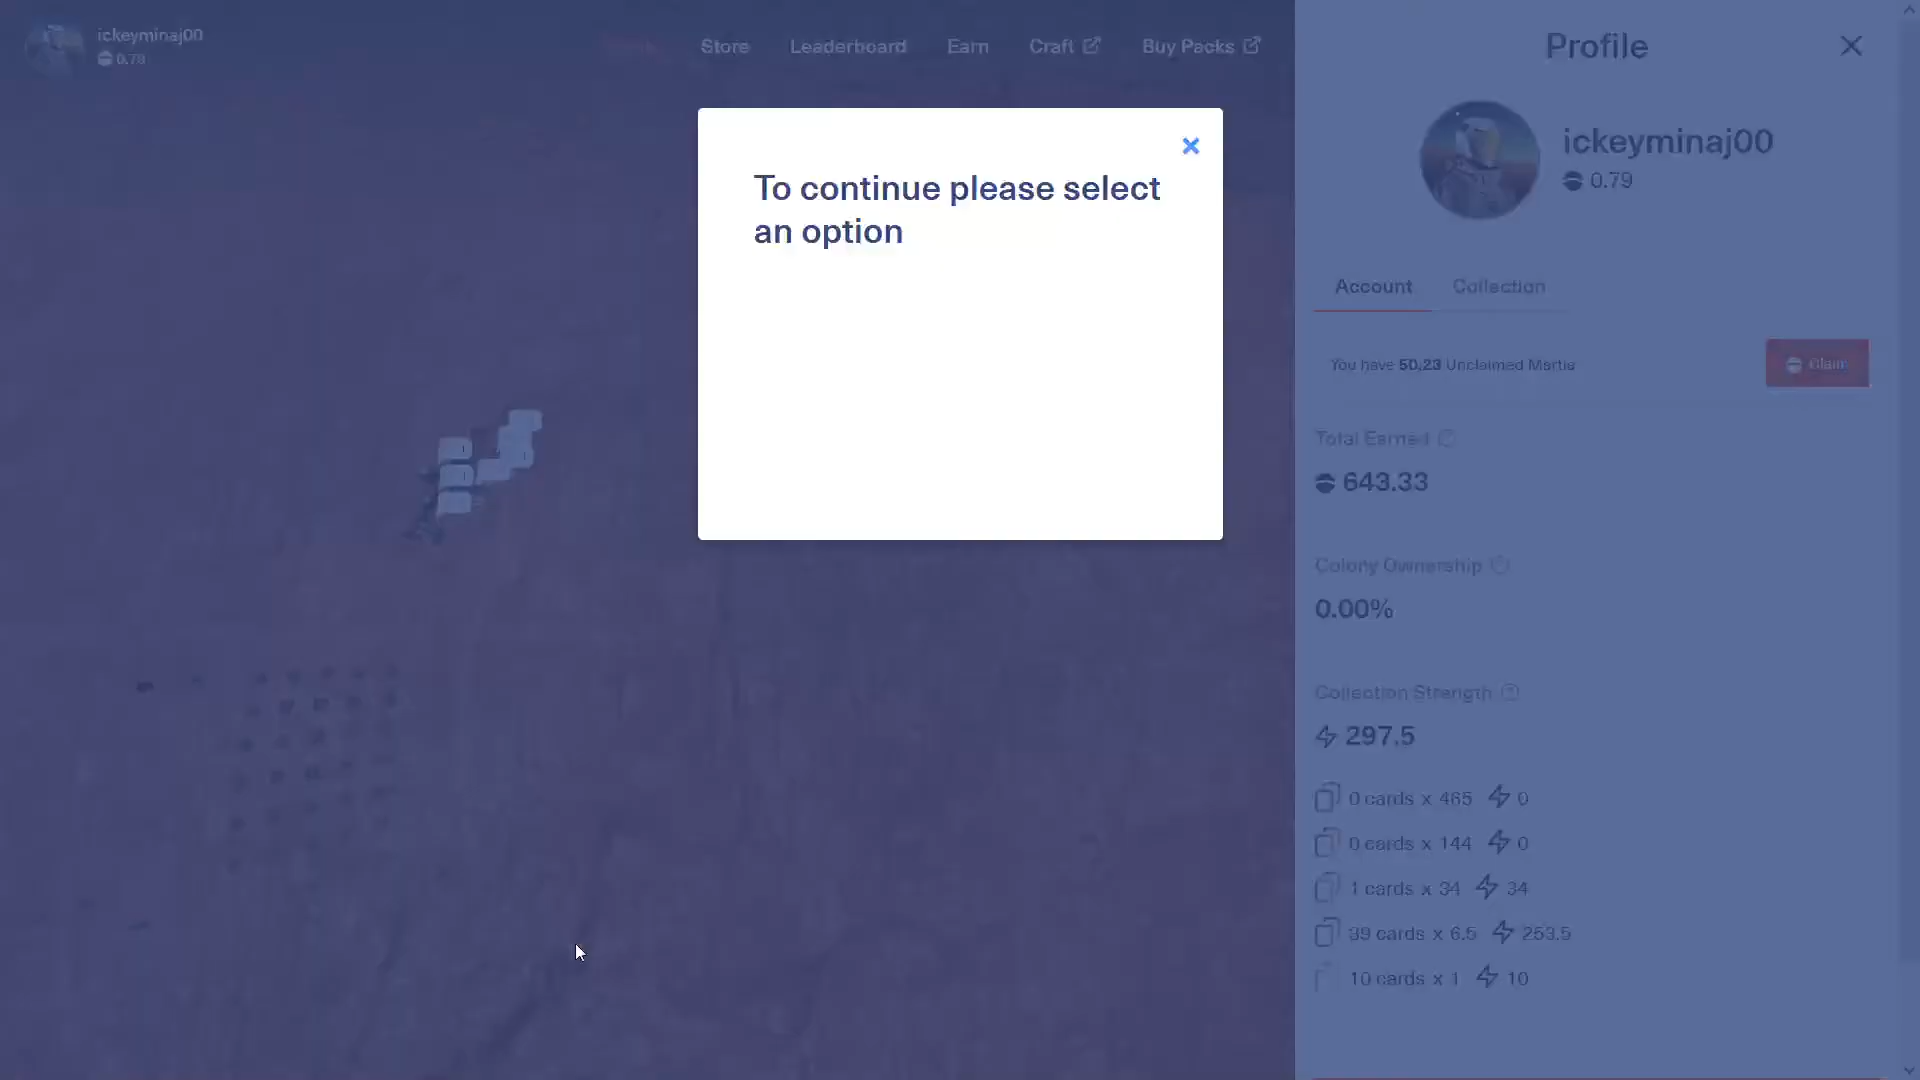 ickeyminaj00
0.79
Store
Leaderboard
Earn
Craft
Buy Packs
To continue please select
an option
Profile
ickeyminaj00
0.79
Account
Collection
You have 50.23 Unclaimed Martia
Claim
Total Earned
643.33
Colony Ownership
0.00%
Collection Strength
297.5
0 cards x 465 0
0 cards x 144 0
1 cards x 34 34
39 cards x 6.5 253.5
10 cards x 1 10